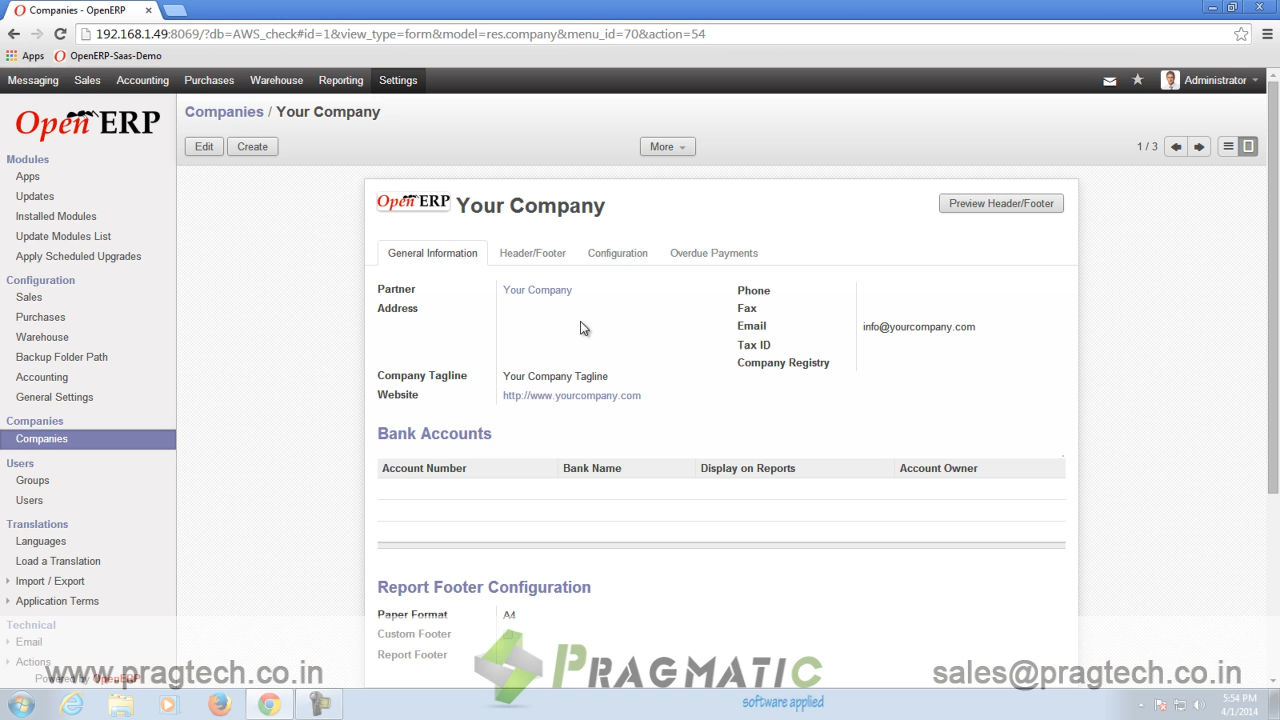 Companies - OpenERP
192.168.1.49:8069/?db=AWS_check#id=1&view_type=form&model=res.company&menu_id=70&action=54
Apps OpenERP-Saas-Demo
Messaging Sales Accounting Purchases Warehouse Reporting Settings Administrator
Open ERP
Companies / Your Company
Edit Create More 1 / 3
Modules
Apps
Updates
Installed Modules
Update Modules List
Apply Scheduled Upgrades
Configuration
Sales
Purchases
Warehouse
Backup Folder Path
Accounting
General Settings
Companies
Companies
Users
Groups
Users
Translations
Languages
Load a Translation
Import / Export
Application Terms
Technical
Email
Actions
Powered by OpenERP
Open ERP Your Company Preview Header/Footer
General Information Header/Footer Configuration Overdue Payments
Partner Your Company
Address
Company Tagline Your Company Tagline
Website http://www.yourcompany.com
Phone
Fax
Email info@yourcompany.com
Tax ID
Company Registry
Bank Accounts
Account Number Bank Name Display on Reports Account Owner
Report Footer Configuration
Paper Format A4
Custom Footer
Report Footer
www.pragtech.co.in PRAGMATIC sales@pragtech.co.in
software applied
5:54 PM
4/1/2014